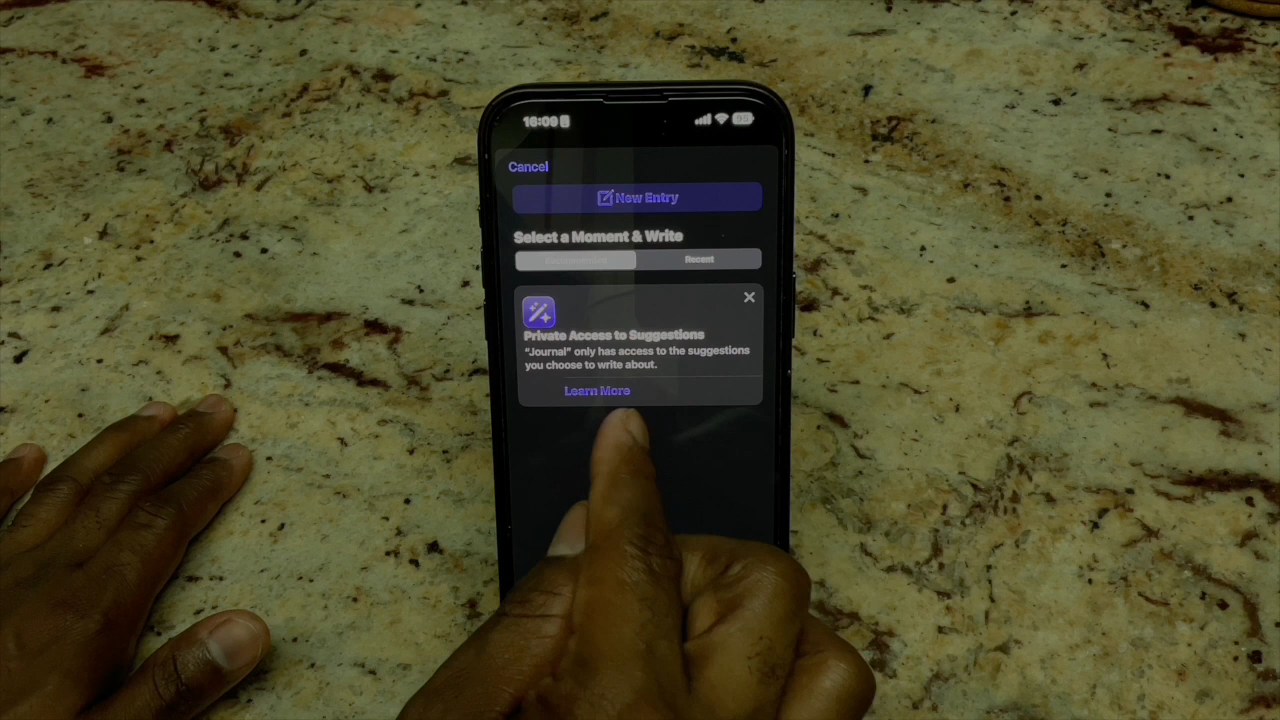 16:09
Cancel
New Entry
Select a Moment & Write
Recent
Private Access to Suggestions
"Journal" only has access to the suggestions
you choose to write about.
Learn More